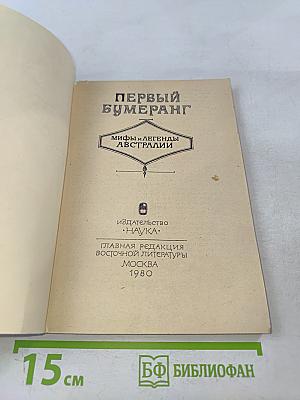 ПЕРВЫЙ
БУМЕРАНГ
МИФЫ и ЛЕГЕНДЫ
АВСТРАЛИИ
ИЗДАТЕЛЬСТВО
·НАУКА·
ГЛАВНАЯ РЕДАКЦИЯ
ВОСТОЧНОЙ ЛИТЕРАТУРЫ
МОСКВА
1980
15 см
БФ БИБЛИОФАН